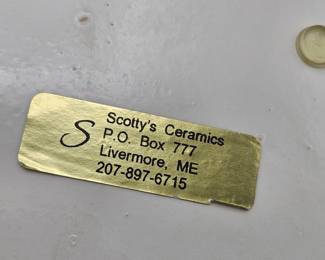 S
Scotty's Ceramics
P.O. Box 777
Livermore, ME
207-897-6715